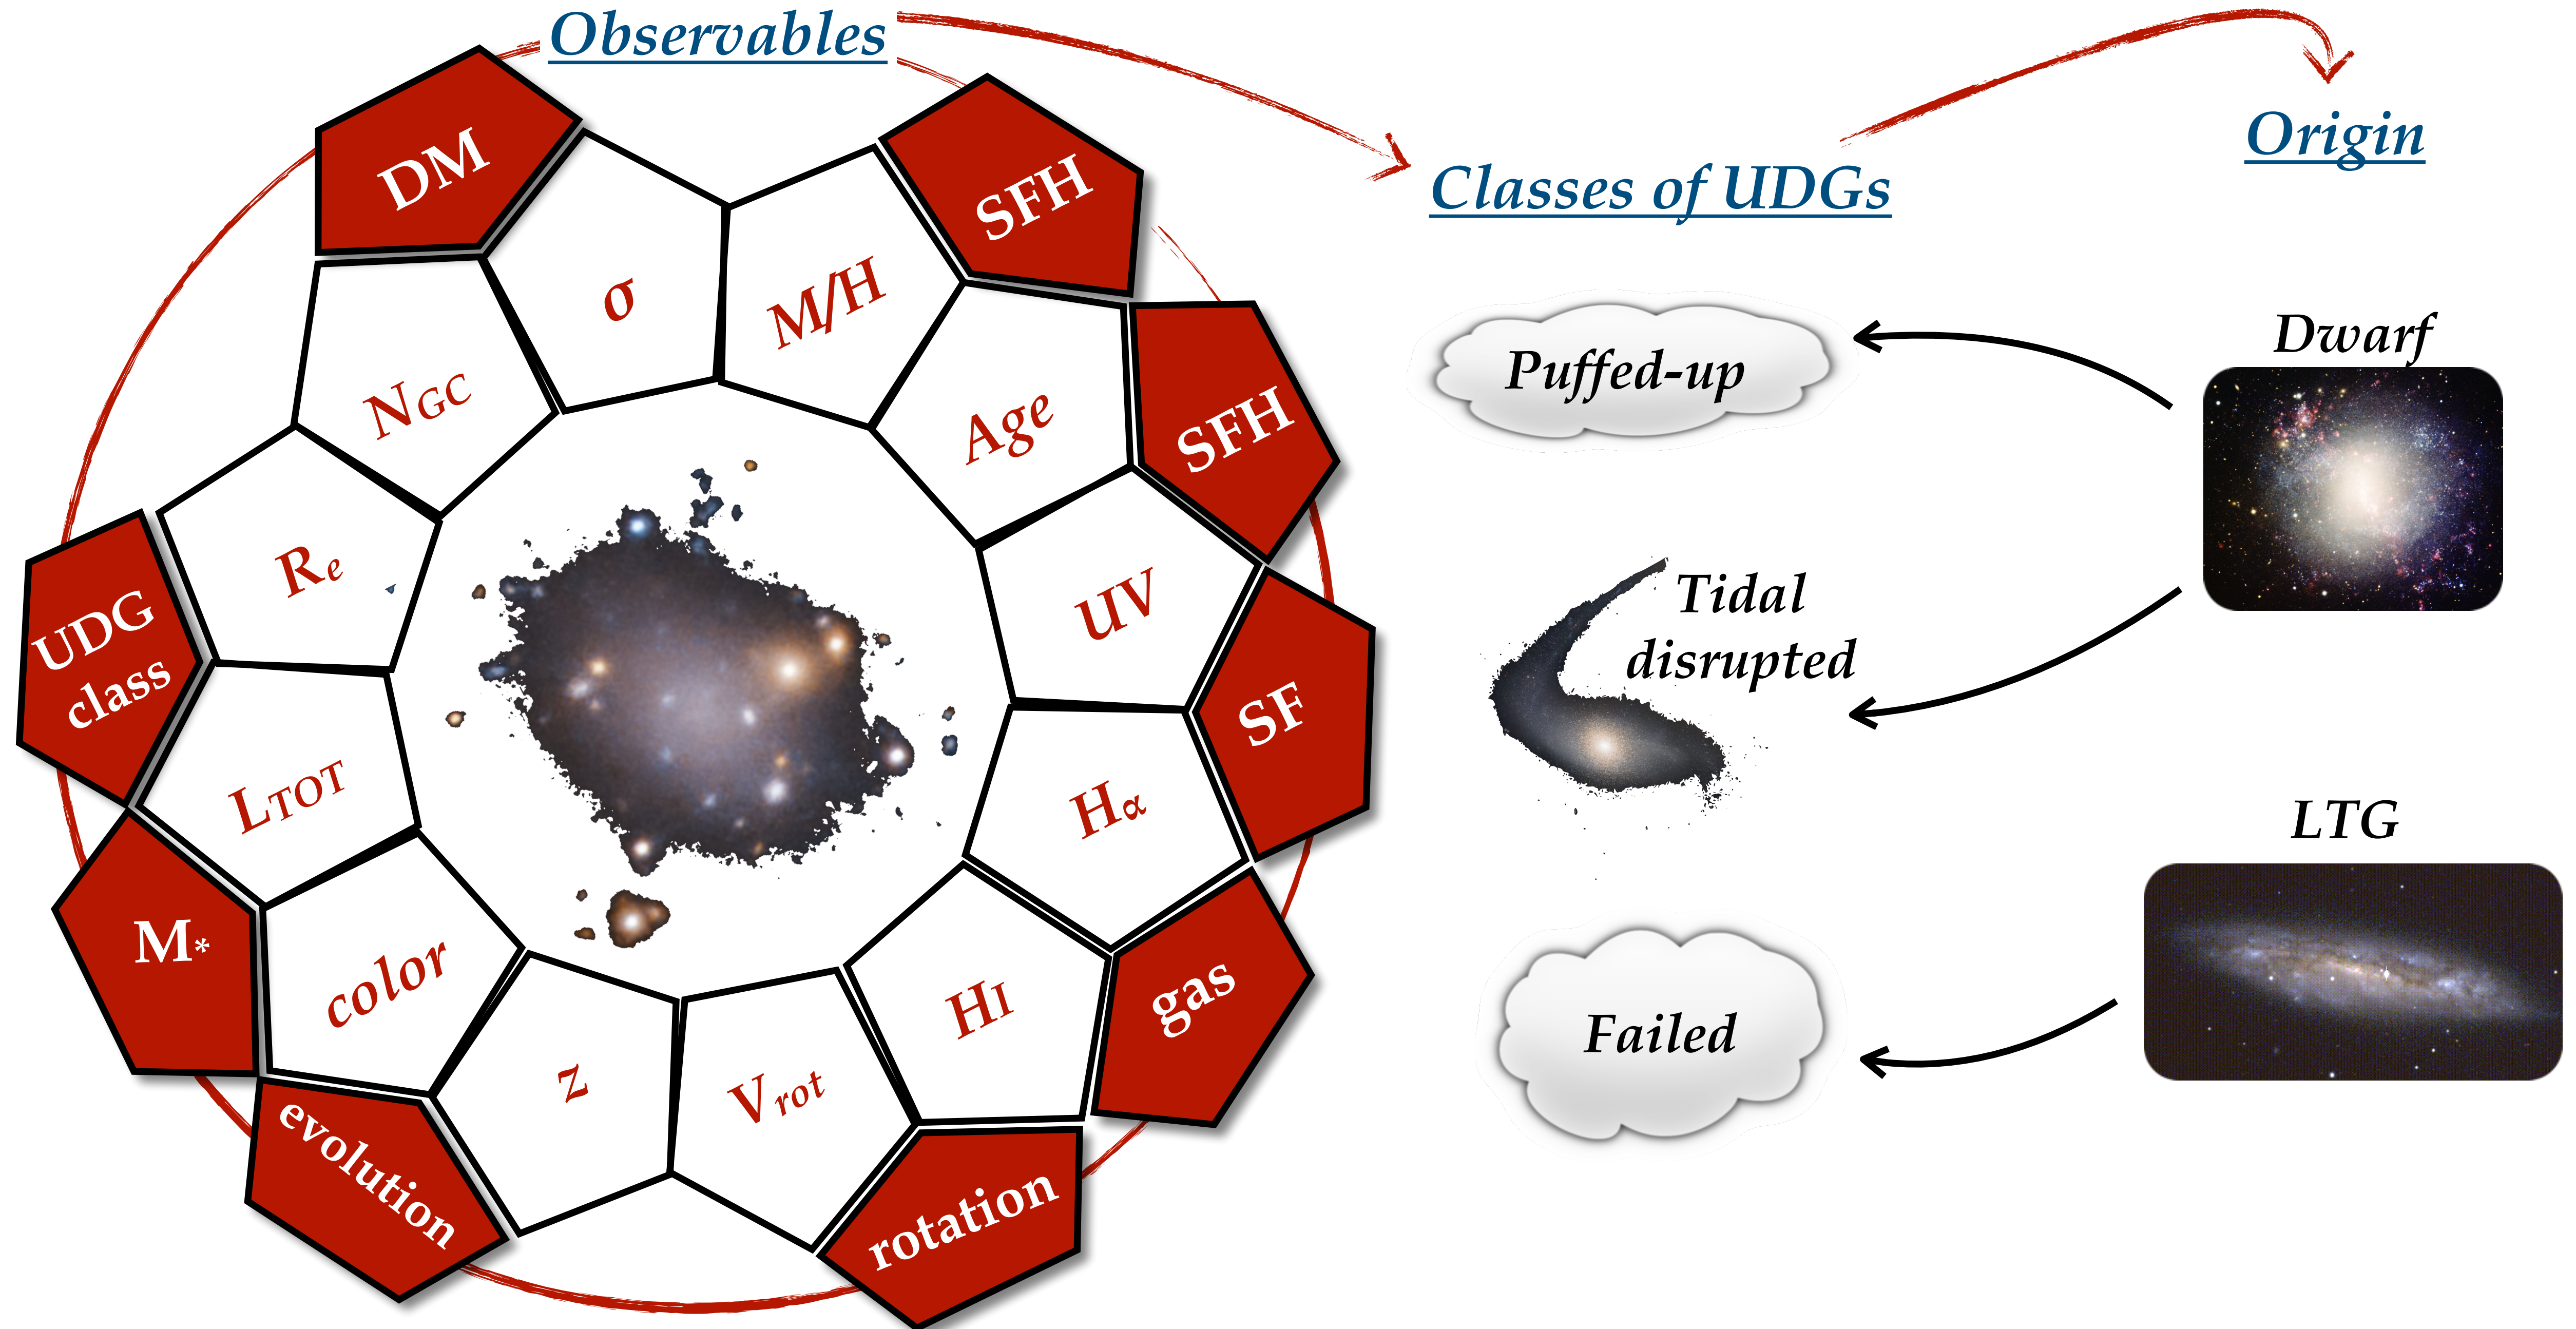 Observables
Classes of UDGs
Origin
DM
SFH
SFH
SF
gas
rotation
evolution
M*
UDG
class
σ
M/H
Age
UV
Hα
HI
Vrot
z
color
LTOT
Re
NGC
Puffed-up
Tidal
disrupted
Failed
Dwarf
LTG